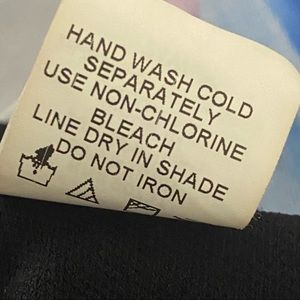 HAND WASH COLD
SEPARATELY
USE NON-CHLORINE
BLEACH
LINE DRY IN SHADE
DO NOT IRON